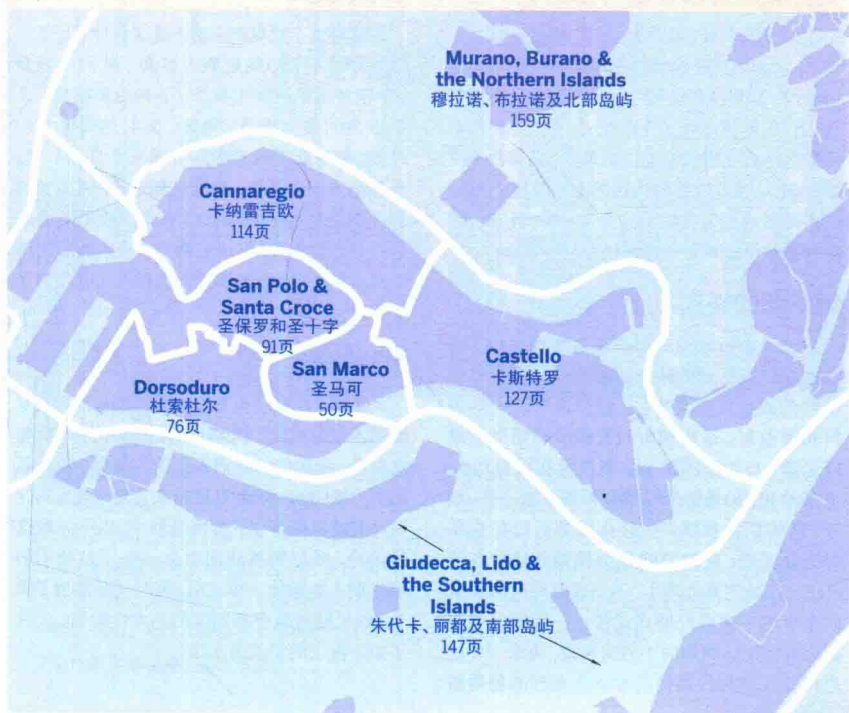 Murano, Burano &
the Northern Islands
穆拉诺、布拉诺及北部岛屿
159页
Cannaregio
卡纳雷吉欧
114页
San Polo &
Santa Croce
圣保罗和圣十字
91页
San Marco
圣马可
50页
Castello
卡斯特罗
127页
Dorsoduro
杜索杜尔
76页
Giudecca, Lido &
the Southern
Islands
朱代卡、丽都及南部岛屿
147页